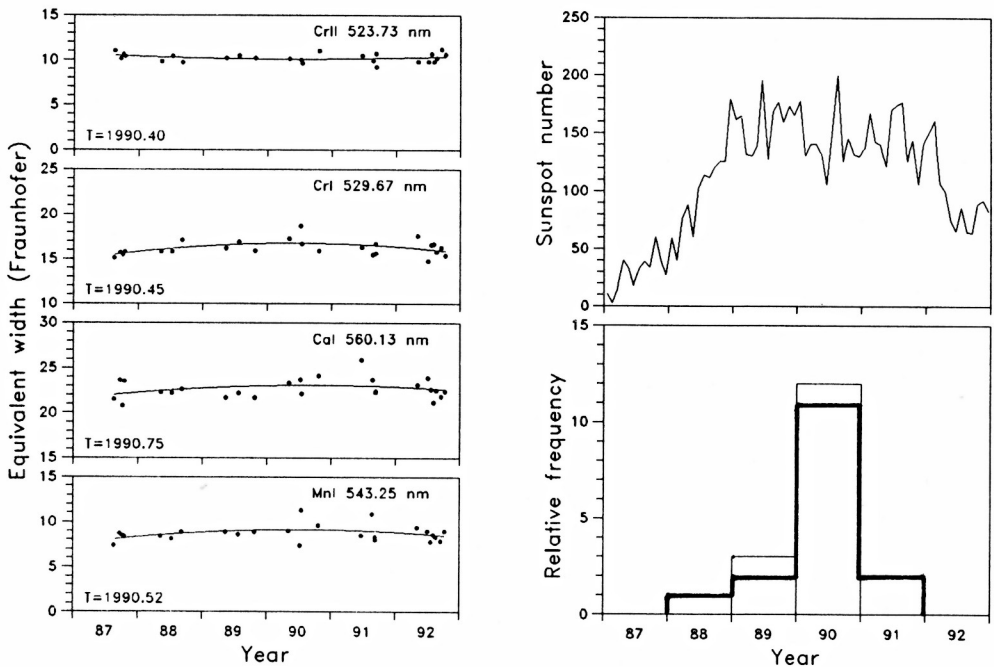 Equivalent width (Fraunhofer)
15
10
5
0
CrII 523.73 nm
T=1990.40
25
20
15
10
CrI 529.67 nm
T=1990.45
30
25
20
15
CaI 560.13 nm
T=1990.75
15
10
5
0
MnI 543.25 nm
T=1990.52
87 88 89 90 91 92
Year
Sunspot number
250
200
150
100
50
0
Relative frequency
15
10
5
0
87 88 89 90 91 92
Year